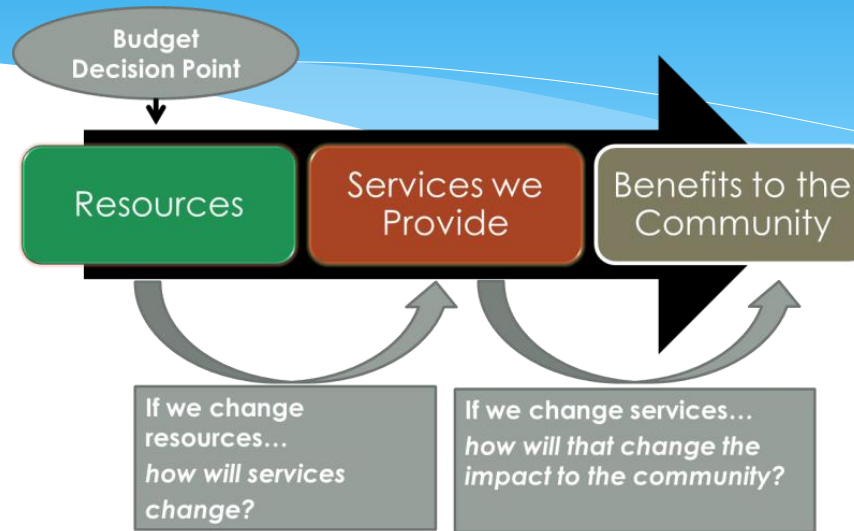 Budget
Decision Point
Resources
Services we
Provide
Benefits to the
Community
If we change
resources…
how will services
change?
If we change services…
how will that change the
impact to the community?